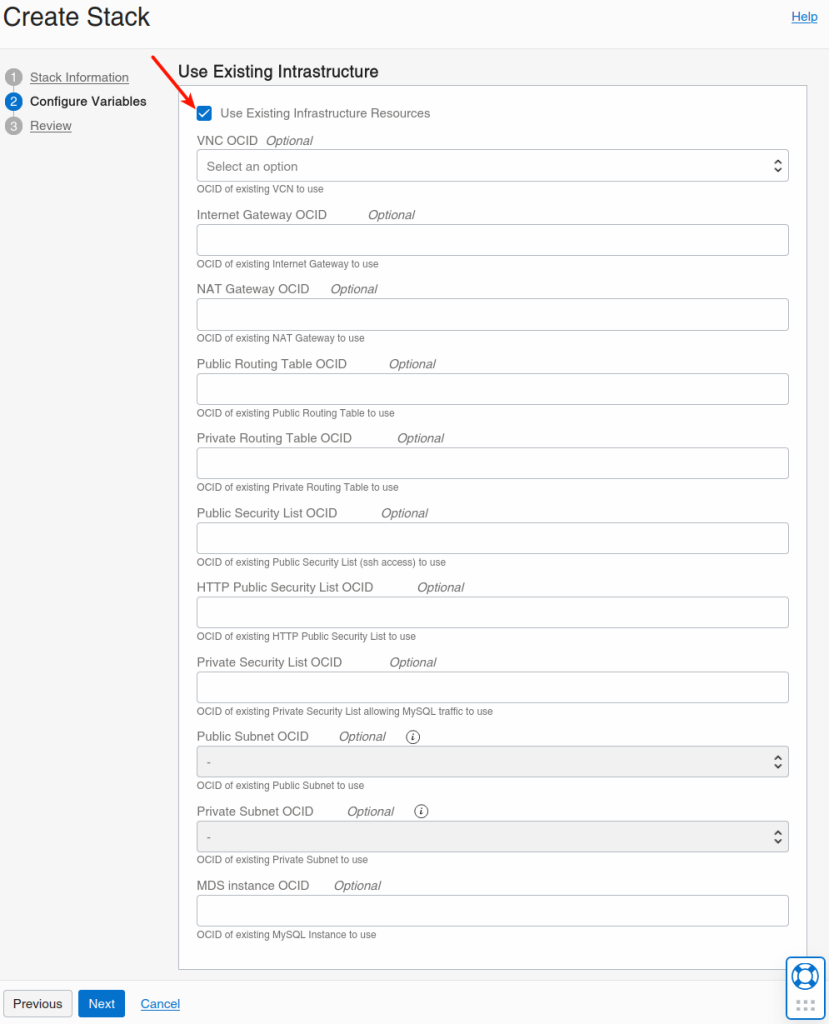 Create Stack
Help
1 Stack Information
2 Configure Variables
3 Review
Use Existing Intrastructure
Use Existing Infrastructure Resources
VNC OCID Optional
Select an option
OCID of existing VCN to use
Internet Gateway OCID Optional
OCID of existing Internet Gateway to use
NAT Gateway OCID Optional
OCID of existing NAT Gateway to use
Public Routing Table OCID Optional
OCID of existing Public Routing Table to use
Private Routing Table OCID Optional
OCID of existing Private Routing Table to use
Public Security List OCID Optional
OCID of existing Public Security List (ssh access) to use
HTTP Public Security List OCID Optional
OCID of existing HTTP Public Security List to use
Private Security List OCID Optional
OCID of existing Private Security List allowing MySQL traffic to use
Public Subnet OCID Optional i
-
OCID of existing Public Subnet to use
Private Subnet OCID Optional i
-
OCID of existing Private Subnet to use
MDS instance OCID Optional
OCID of existing MySQL Instance to use
Previous Next Cancel